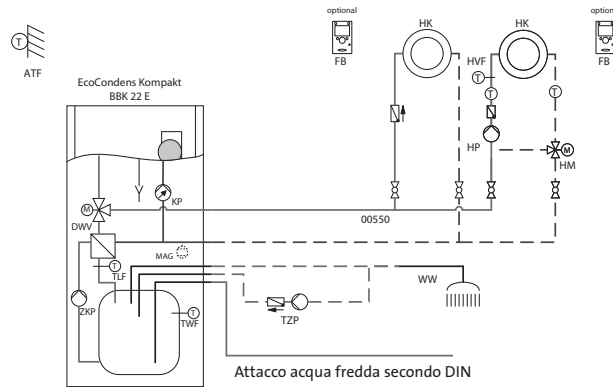 optional
optional
HK
HK
T
ATF
FB
HVF
T
FB
T
T
EcoCondens Kompakt
BBK 22 E
HP
M
HM
KP
M
DWV
00550
MAG
T
TLF
ZKP
T
TWF
TZP
WW
Attacco acqua fredda secondo DIN